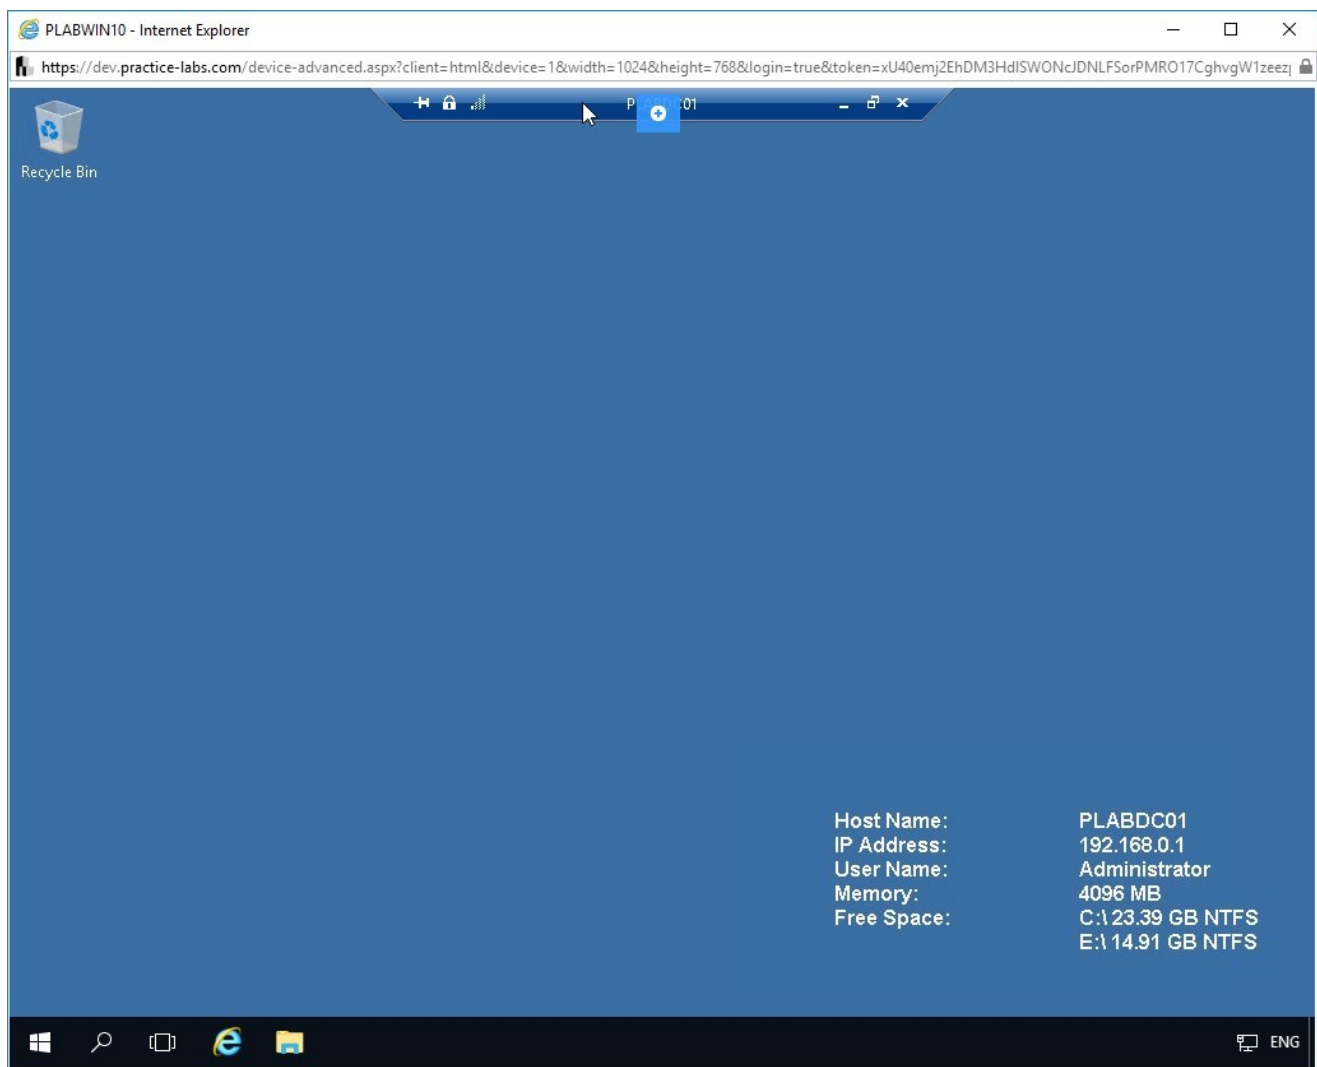 PLABWIN10 - Internet Explorer
https://dev.practice-labs.com/device-advanced.aspx?client=html&device=1&width=1024&height=768&login=true&token=xU40emj2EhDM3HdlSWONcJDNLFSorPMRO17CghvgW1zeezj
01
Recycle Bin
Host Name: PLABDC01
IP Address: 192.168.0.1
User Name: Administrator
Memory: 4096 MB
Free Space: C:\ 23.39 GB NTFS
E:\ 14.91 GB NTFS
ENG